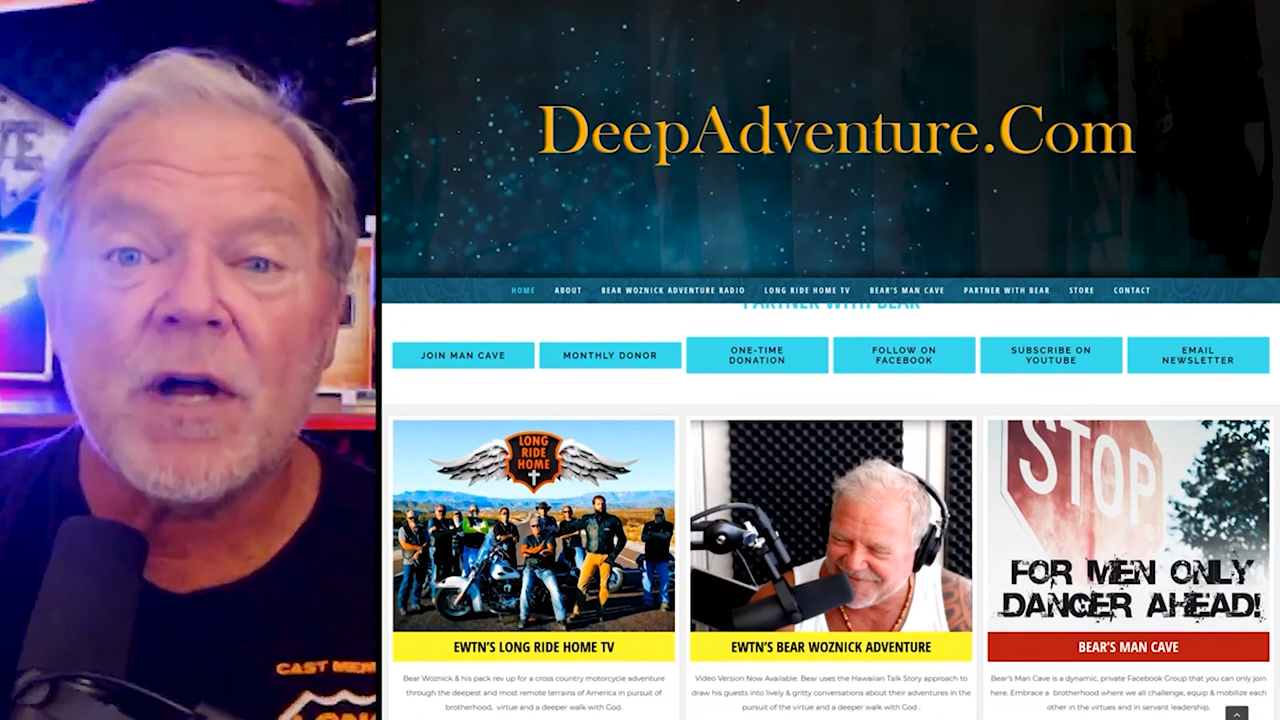 DeepAdventure.Com
HOME ABOUT BEAR WOZNICK ADVENTURE RADIO LONG RIDE HOME TV BEAR'S MAN CAVE PARTNER WITH BEAR STORE CONTACT
PARTNER WITH BEAR
JOIN MAN CAVE
MONTHLY DONOR
ONE-TIME
DONATION
FOLLOW ON
FACEBOOK
SUBSCRIBE ON
YOUTUBE
EMAIL
NEWSLETTER
LONG
RIDE
HOME
EWTN'S LONG RIDE HOME TV
Bear Woznick & his pack rev up for a cross country motorcycle adventure
through the deepest and most remote terrains of America in pursuit of
brotherhood, virtue and a deeper walk with God.
EWTN'S BEAR WOZNICK ADVENTURE
Video Version Now Available. Bear uses the Hawaiian Talk Story approach to
draw his guests into lively & gritty conversations about their adventures in the
pursuit of the virtue and a deeper walk with God .
STOP
FOR MEN ONLY
DANGER AHEAD!
BEAR'S MAN CAVE
Bear's Man Cave is a dynamic, private Facebook Group that you can only join
here. Embrace a brotherhood where we all challenge, equip & mobilize each
other in the virtues and in servant leadership.
CAST MEM